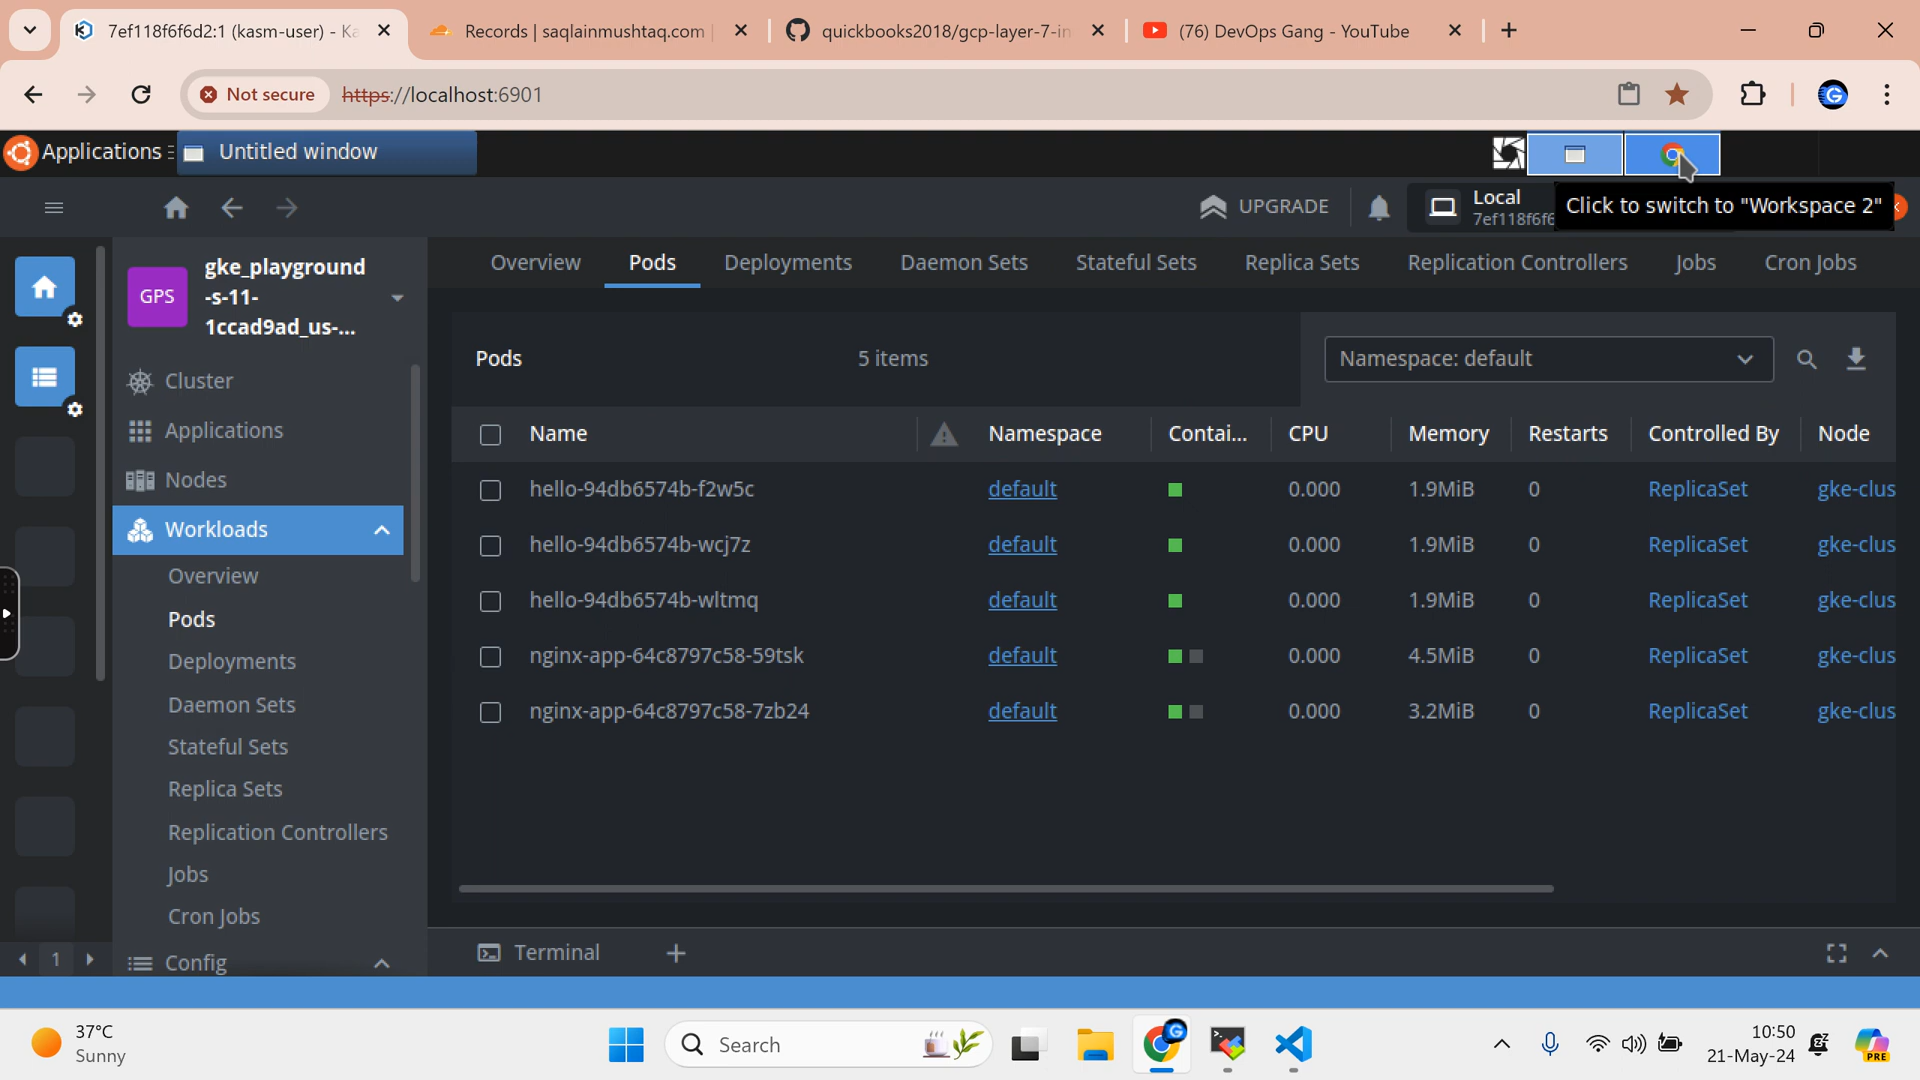 7ef118f6f6d2:1 (kasm-user) - Ka
Records | saqlainmushtaq.com
quickbooks2018/gcp-layer-7-in
(76) DevOps Gang - YouTube
Not secure
https://localhost:6901
Applications
Untitled window
UPGRADE
Local
7ef118f6f6
Click to switch to "Workspace 2"
GPS
gke_playground
-s-11-
1ccad9ad_us-...
Overview
Pods
Deployments
Daemon Sets
Stateful Sets
Replica Sets
Replication Controllers
Jobs
Cron Jobs
Cluster
Applications
Nodes
Workloads
Overview
Pods
Deployments
Daemon Sets
Stateful Sets
Replica Sets
Replication Controllers
Jobs
Cron Jobs
Config
1
Pods
5 items
Namespace: default
Name Namespace Contai... CPU Memory Restarts Controlled By Node
hello-94db6574b-f2w5c default 0.000 1.9MiB 0 ReplicaSet gke-clus
hello-94db6574b-wcj7z default 0.000 1.9MiB 0 ReplicaSet gke-clus
hello-94db6574b-wltmq default 0.000 1.9MiB 0 ReplicaSet gke-clus
nginx-app-64c8797c58-59tsk default 0.000 4.5MiB 0 ReplicaSet gke-clus
nginx-app-64c8797c58-7zb24 default 0.000 3.2MiB 0 ReplicaSet gke-clus
Terminal
37°C
Sunny
Search
10:50
21-May-24
PRE